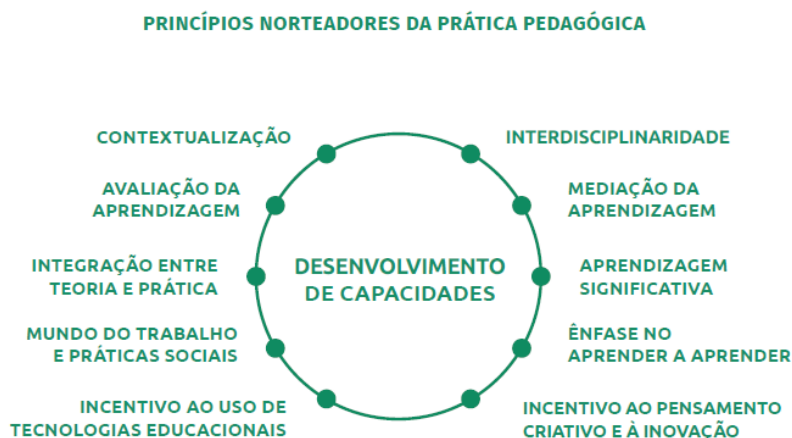 PRINCÍPIOS NORTEADORES DA PRÁTICA PEDAGÓGICA
CONTEXTUALIZAÇÃO
INTERDISCIPLINARIDADE
AVALIAÇÃO DA
APRENDIZAGEM
MEDIAÇÃO DA
APRENDIZAGEM
INTEGRAÇÃO ENTRE
TEORIA E PRÁTICA
DESENVOLVIMENTO
DE CAPACIDADES
APRENDIZAGEM
SIGNIFICATIVA
MUNDO DO TRABALHO
E PRÁTICAS SOCIAIS
ÊNFASE NO
APRENDER A APRENDER
INCENTIVO AO USO DE
TECNOLOGIAS EDUCACIONAIS
INCENTIVO AO PENSAMENTO
CRIATIVO E À INOVAÇÃO